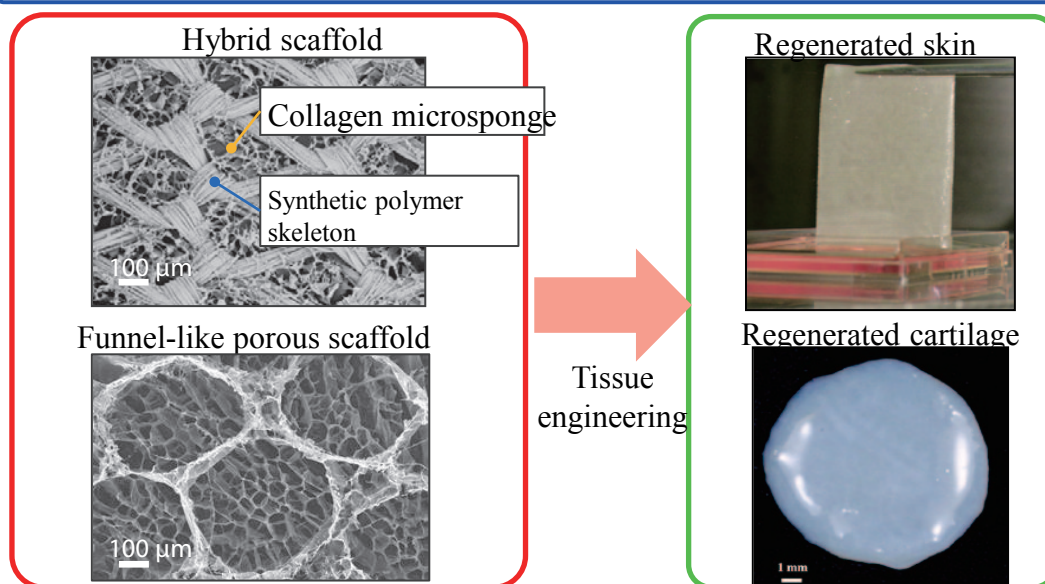 Hybrid scaffold
Collagen microsponge
Synthetic polymer
skeleton
100 μm
Funnel-like porous scaffold
100 μm
Tissue
engineering
Regenerated skin
Regenerated cartilage
1 mm